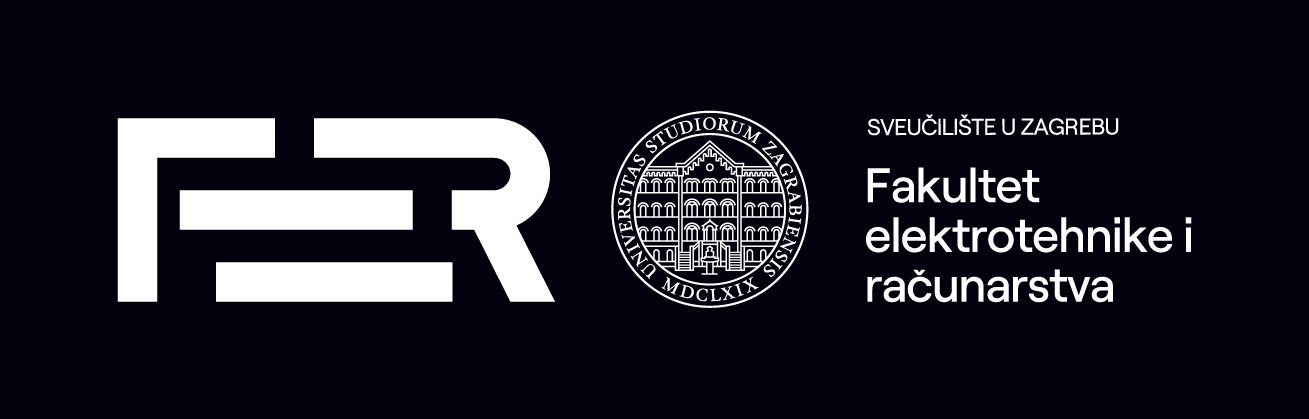 FER
UNIVERSITAS STUDIORUM ZAGRABIENSIS
MDCLXIX
SVEUČILIŠTE U ZAGREBU
Fakultet
elektrotehnike i
računarstva